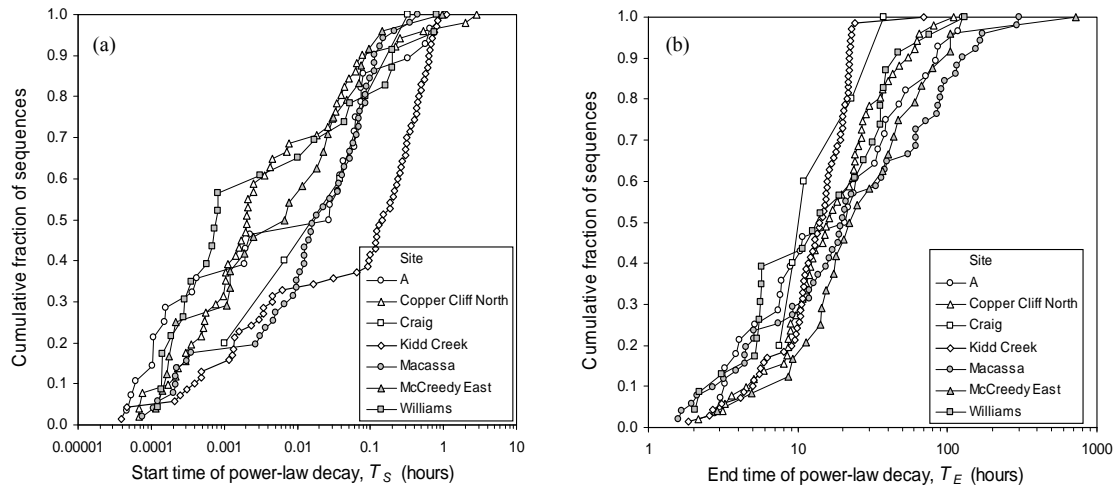 (a)
Cumulative fraction of sequences
1.0
0.9
0.8
0.7
0.6
0.5
0.4
0.3
0.2
0.1
0.0
0.00001
0.0001
0.001
0.01
0.1
1
10
Start time of power-law decay, T_S (hours)
Site
A
Copper Cliff North
Craig
Kidd Creek
Macassa
McCreedy East
Williams
(b)
Cumulative fraction of sequences
1.0
0.9
0.8
0.7
0.6
0.5
0.4
0.3
0.2
0.1
0.0
1
10
100
1000
End time of power-law decay, T_E (hours)
Site
A
Copper Cliff North
Craig
Kidd Creek
Macassa
McCreedy East
Williams